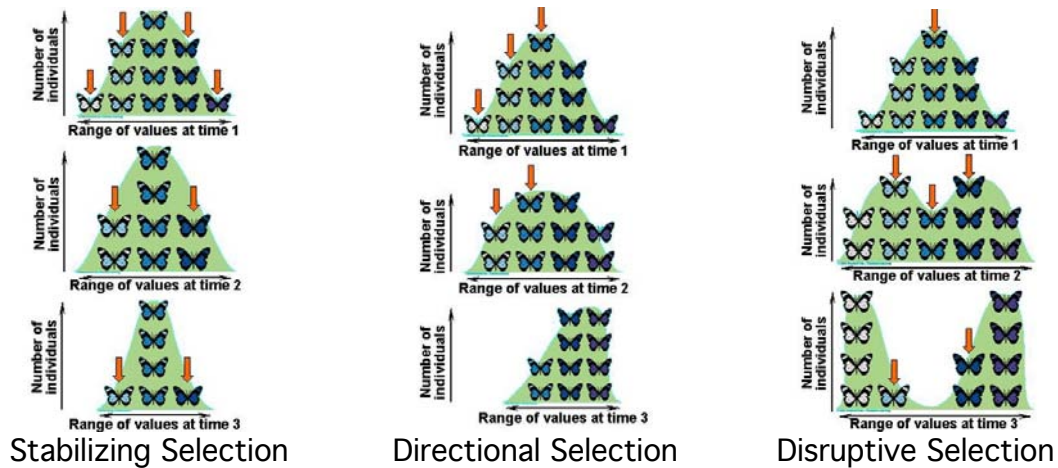 Number of
individuals
Range of values at time 1
Number of
individuals
Range of values at time 1
Number of
individuals
Range of values at time 1
Number of
individuals
Range of values at time 2
Number of
individuals
Range of values at time 2
Number of
individuals
Range of values at time 2
Number of
individuals
Range of values at time 3
Number of
individuals
Range of values at time 3
Number of
individuals
Range of values at time 3
Stabilizing Selection
Directional Selection
Disruptive Selection